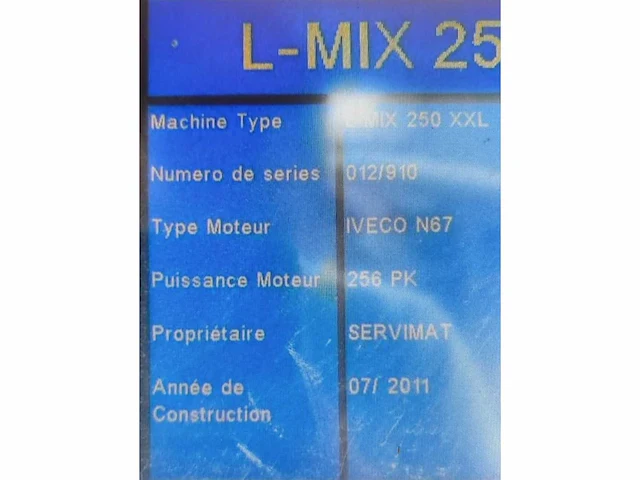 L-MIX 25
Machine Type MIX 250 XXL
Numero de series 012/910
Type Moteur IVECO N67
Puissance Moteur 256 PK
Propriétaire SERVIMAT
Année de 07/ 2011
Construction